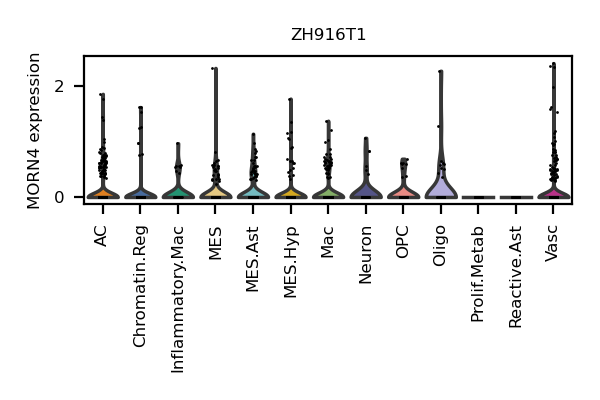 ZH916T1
MORN4 expression
2
0
AC
Chromatin.Reg
Inflammatory.Mac
MES
MES.Ast
MES.Hyp
Mac
Neuron
OPC
Oligo
Prolif.Metab
Reactive.Ast
Vasc